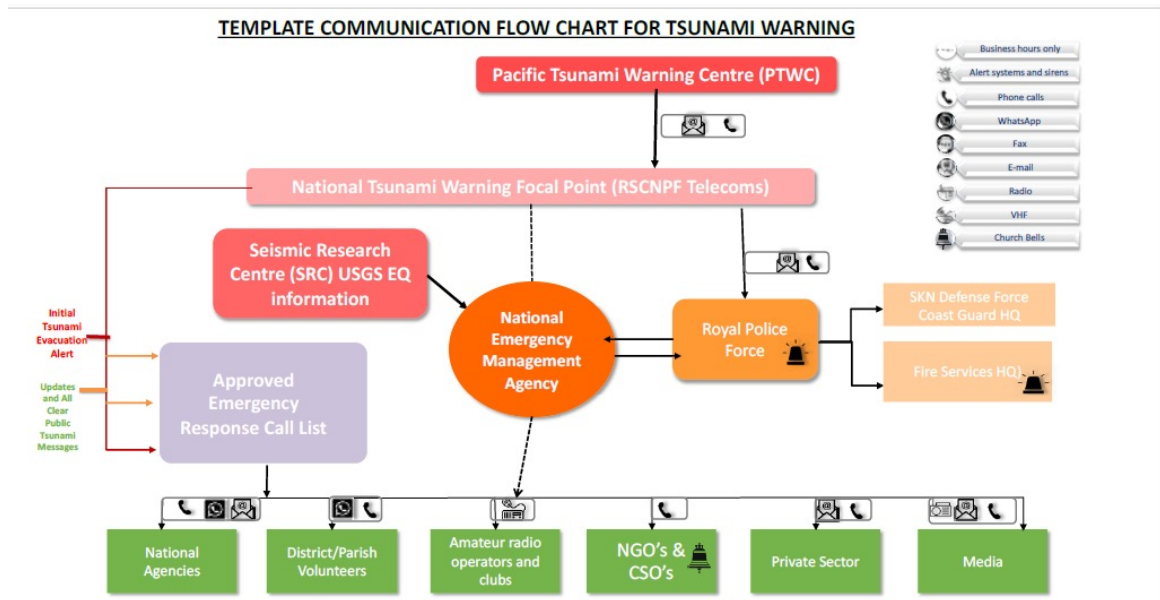 TEMPLATE COMMUNICATION FLOW CHART FOR TSUNAMI WARNING
Pacific Tsunami Warning Centre (PTWC)
Business hours only
Alert systems and sirens
Phone calls
WhatsApp
Fax
E-mail
Radio
VHF
Church Bells
National Tsunami Warning Focal Point (RSCNPF Telecoms)
Seismic Research
Centre (SRC) USGS EQ
information
National
Emergency
Management
Agency
Royal Police
Force
SKN Defense Force
Coast Guard HQ
Fire Services HQ)
Initial
Tsunami
Evacuation
Alert
Updates
and All
Clear
Public
Tsunami
Messages
Approved
Emergency
Response Call List
National
Agencies
District/Parish
Volunteers
Amateur radio
operators and
clubs
NGO's &
CSO's
Private Sector
Media